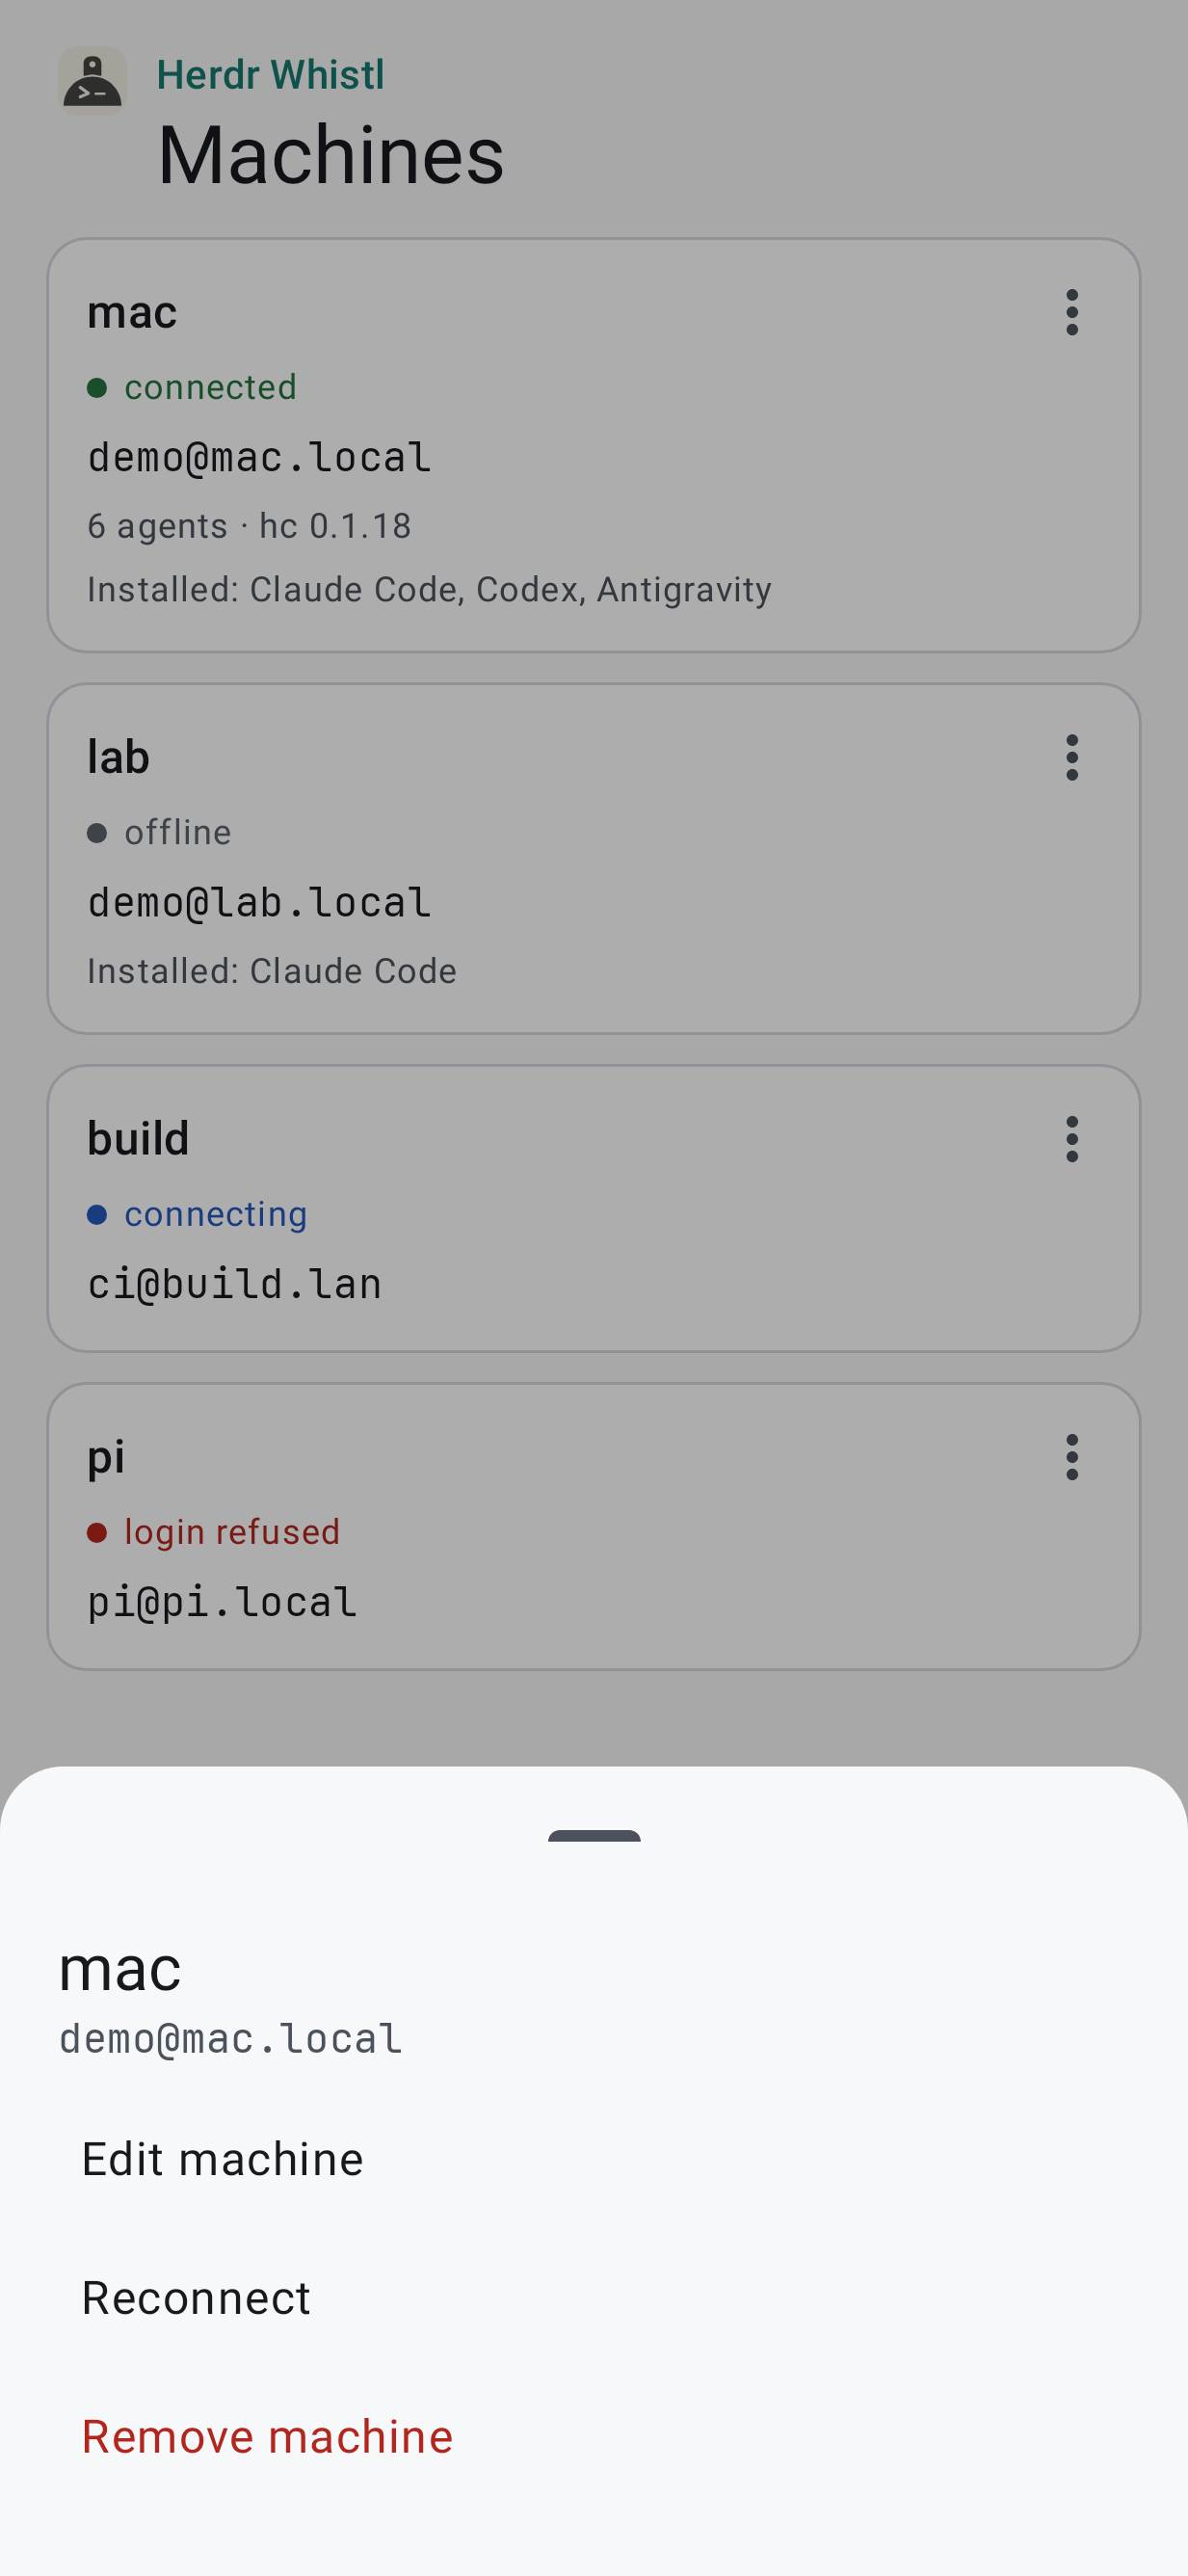 Herdr Whistl
Machines
mac
connected
demo@mac.local
6 agents · hc 0.1.18
Installed: Claude Code, Codex, Antigravity
lab
offline
demo@lab.local
Installed: Claude Code
build
connecting
ci@build.lan
pi
login refused
pi@pi.local
mac
demo@mac.local
Edit machine
Reconnect
Remove machine